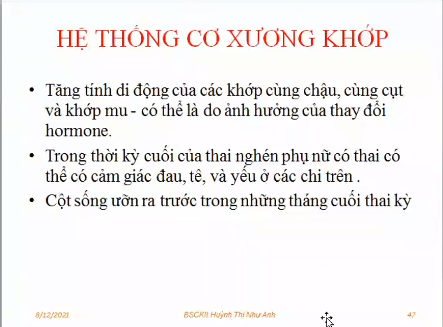 HỆ THỐNG CƠ XƯƠNG KHỚP
• Tăng tính di động của các khớp cùng chậu, cùng cụt
và khớp mu - có thể là do ảnh hưởng của thay đổi
hormone.
• Trong thời kỳ cuối của thai nghén phụ nữ có thai có
thể có cảm giác đau, tê, và yếu ở các chi trên .
• Cột sống ưỡn ra trước trong những tháng cuối thai kỳ
8/12/2021 BSCKII. Huỳnh Thị Như Anh 47